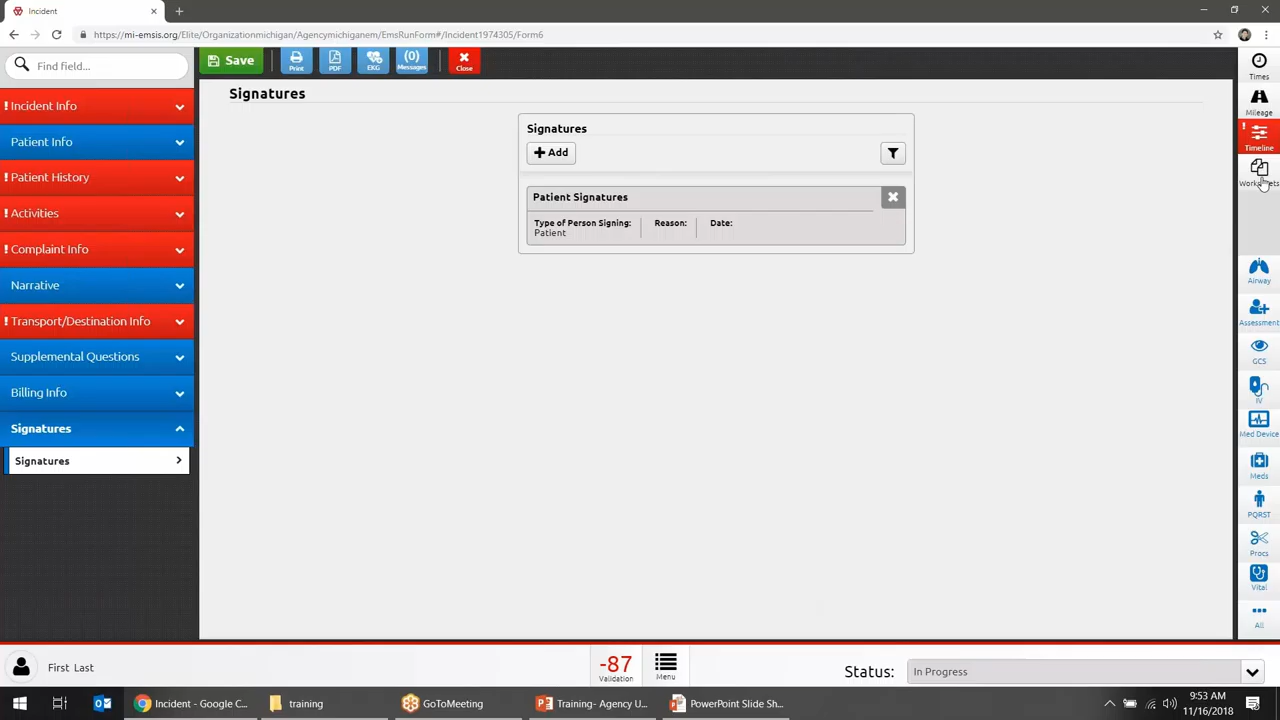 Incident
https://mi-emsis.org/Elite/Organizationmichigan/Agencymichiganem/EmsRunForm#/Incident1974305/Form6
Find field...
Save
Print
PDF
EKG
(0)
Messages
Close
Times
Mileage
! Timeline
Worksheets
Airway
Assessment
GCS
IV
Med Device
Meds
PQRST
Procs
Vital
All
! Incident Info
Patient Info
! Patient History
! Activities
! Complaint Info
Narrative
! Transport/Destination Info
Supplemental Questions
Billing Info
Signatures
Signatures
Signatures
Signatures
Add
Patient Signatures
Type of Person Signing: Reason: Date:
Patient
First Last
-87
Validation
Menu
Status: In Progress
Incident - Google C...
training
GoToMeeting
Training- Agency U...
PowerPoint Slide Sh...
9:53 AM
11/16/2018